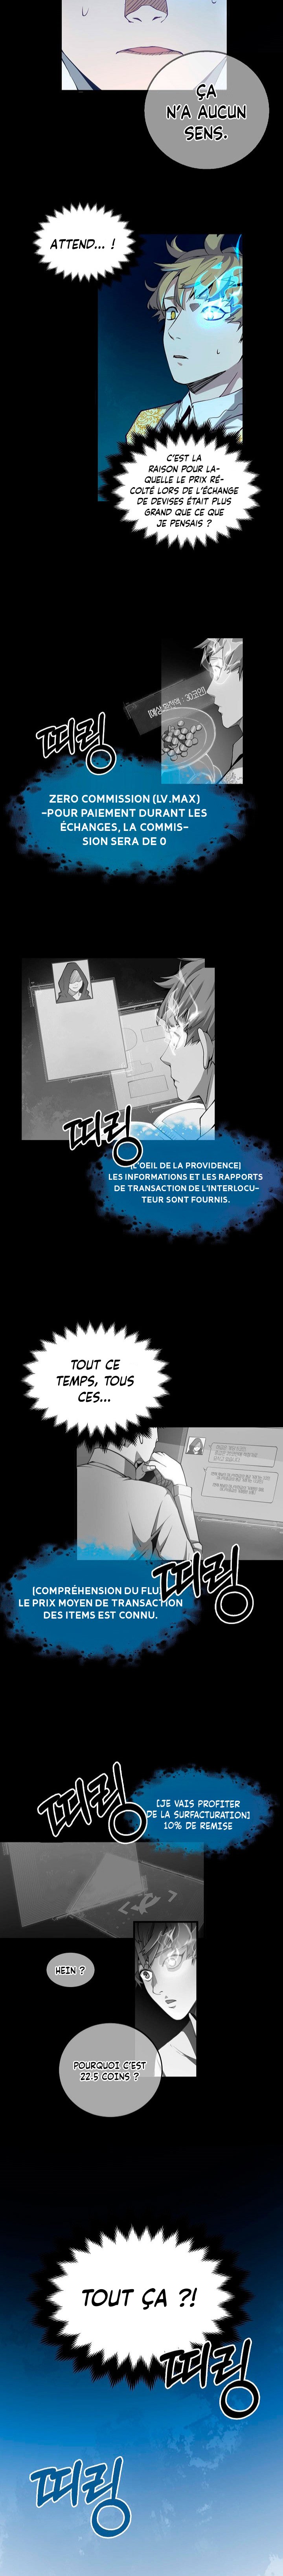 ÇA
N'A AUCUN
SENS.
ATTEND... !
C'EST LA
RAISON POUR LA-
QUELLE LE PRIX RÉ-
COLTÉ LORS DE L'ÉCHANGE
DE DEVISES ÉTAIT PLUS
GRAND QUE CE QUE
JE PENSAIS ?
띠링
ZERO COMMISSION (LV.MAX)
-POUR PAIEMENT DURANT LES
ÉCHANGES, LA COMMIS-
SION SERA DE 0
띠링
[L'OEIL DE LA PROVIDENCE]
LES INFORMATIONS ET LES RAPPORTS
DE TRANSACTION DE L'INTERLOCU-
TEUR SONT FOURNIS.
TOUT CE
TEMPS, TOUS
CES...
띠링
[COMPRÉHENSION DU FLU
LE PRIX MOYEN DE TRANSACTION
DES ITEMS EST CONNU.
띠링
[JE VAIS PROFITER
DE LA SURFACTURATION]
10% DE REMISE
HEIN ?
POURQUOI C'EST
22.5 COINS ?
TOUT ÇA ?!
띠링
띠링